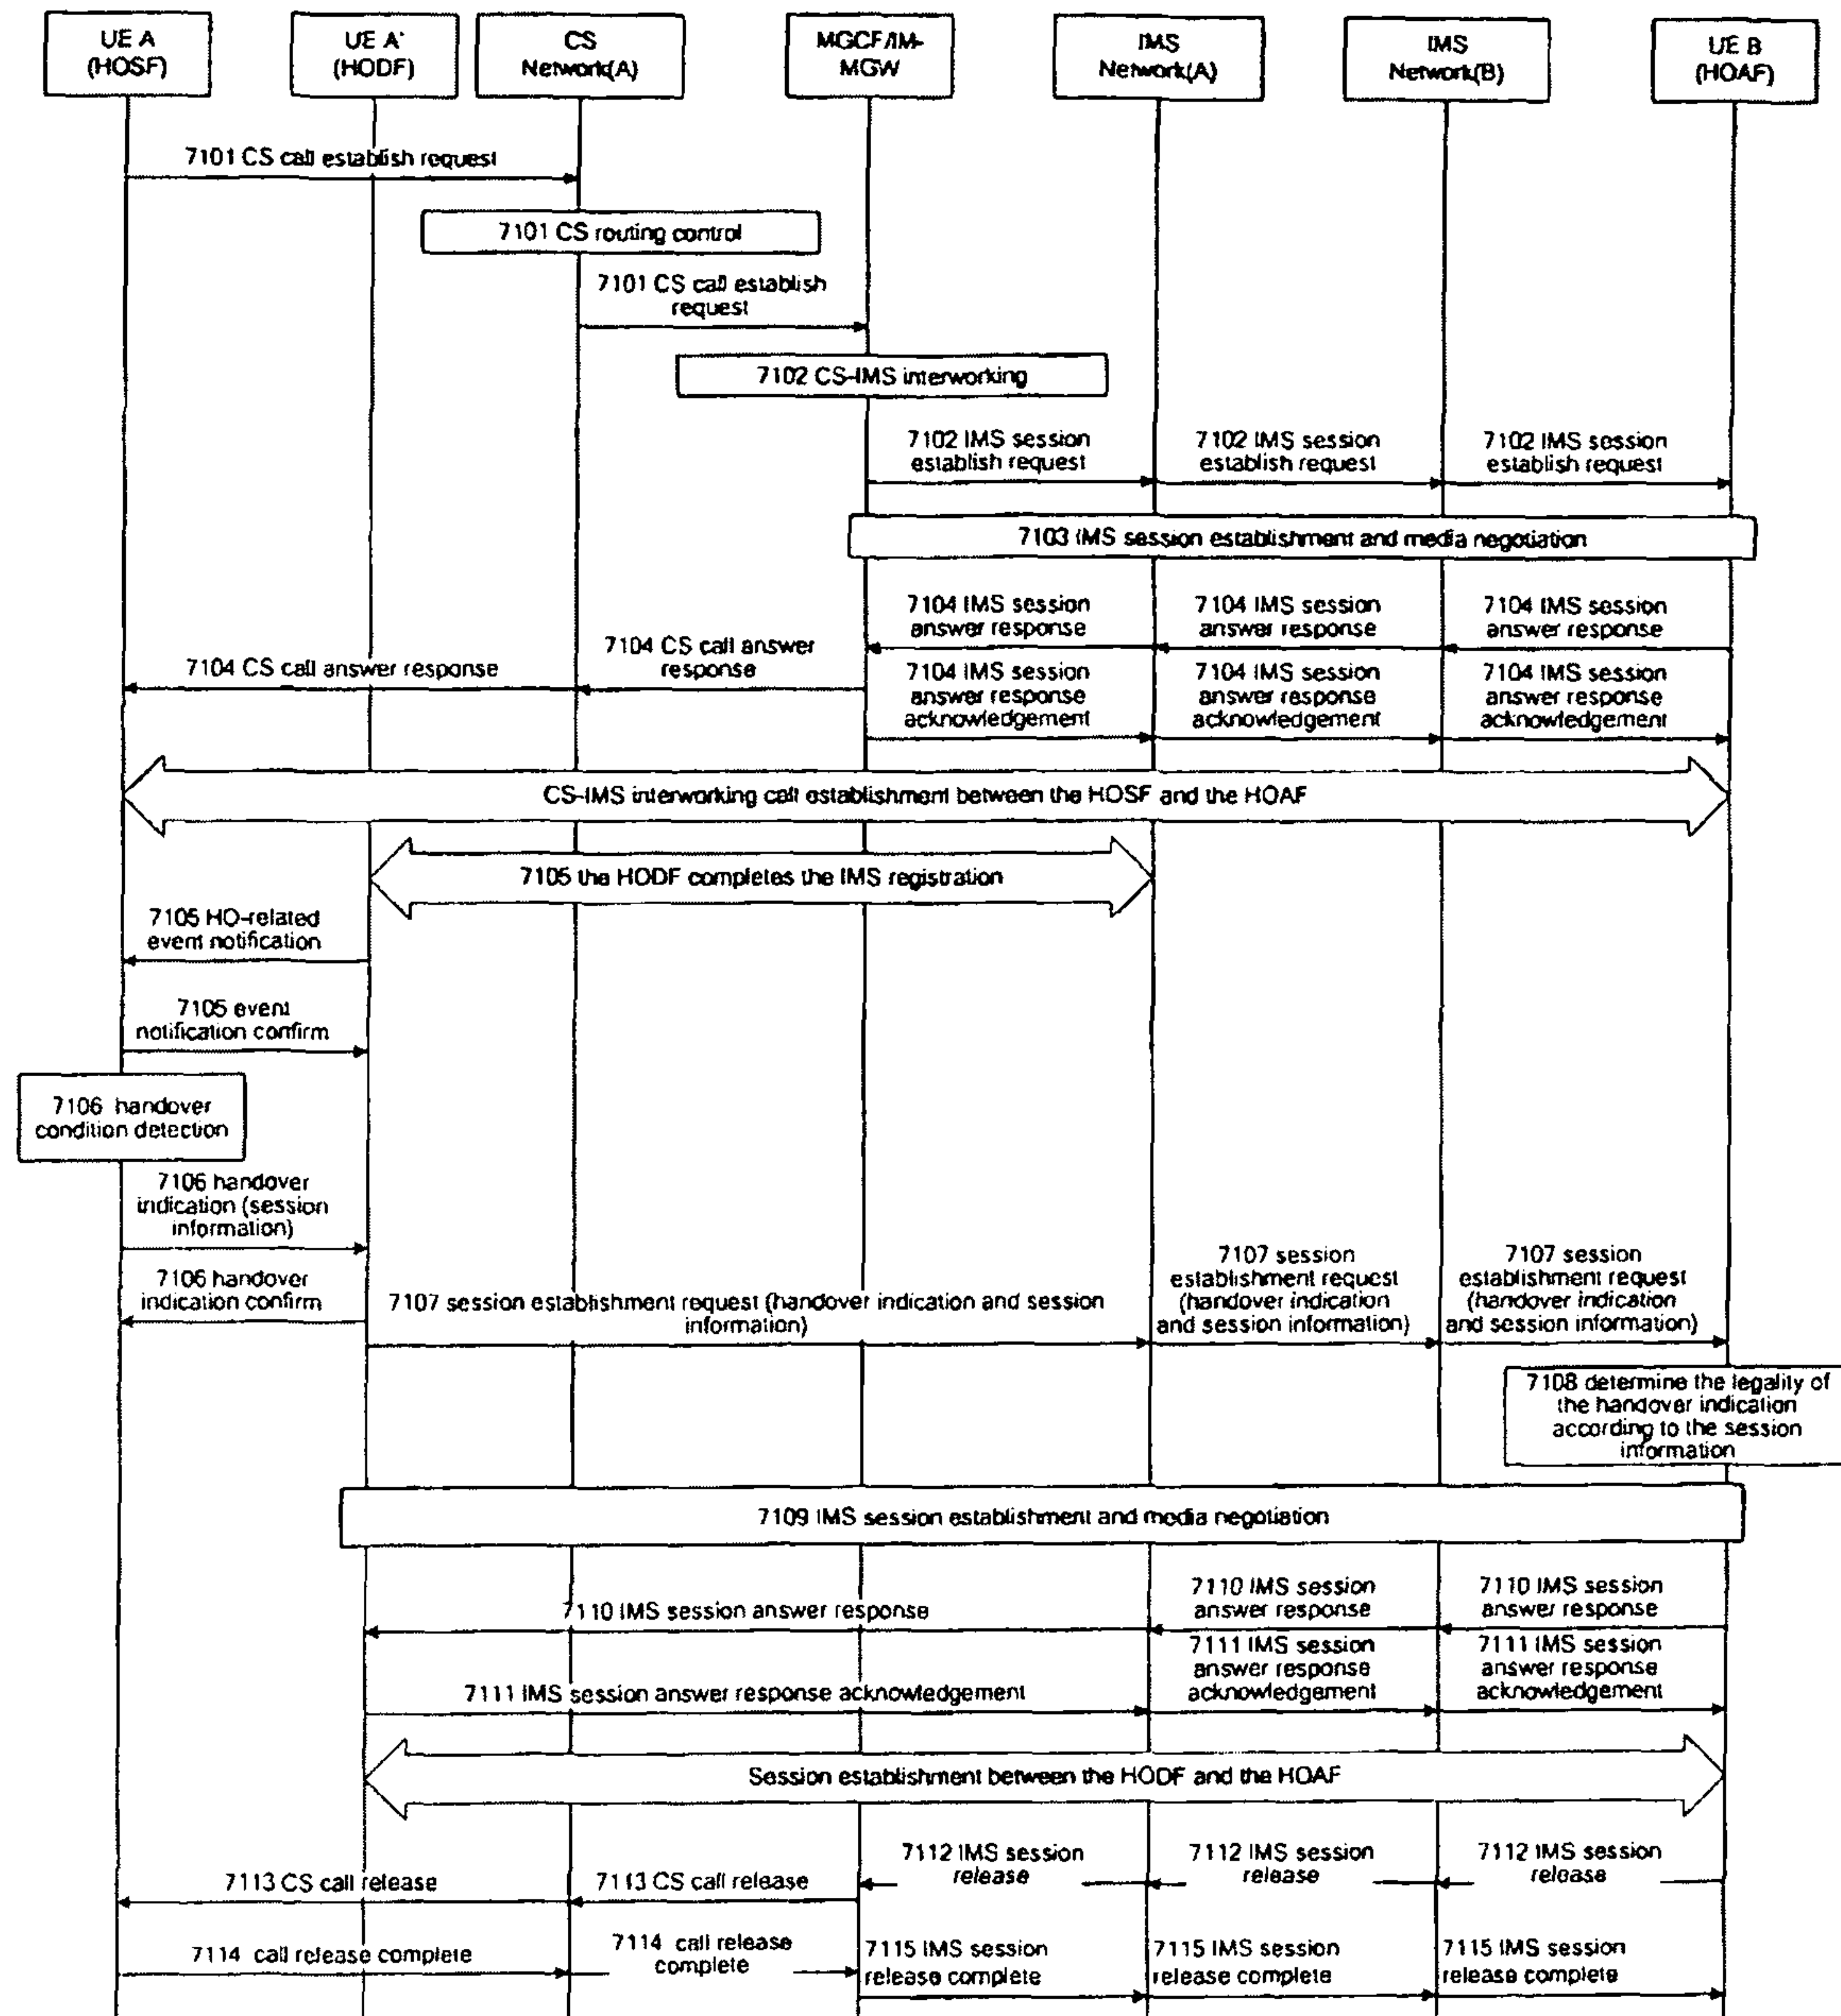 UE A
(HOSF)
UE A'
(HODF)
CS
Network(A)
MGCF/IM-
MGW
IMS
Network(A)
IMS
Network(B)
UE B
(HOAF)
7101 CS call establish request
7101 CS routing control
7101 CS call establish
request
7102 CS-IMS interworking
7102 IMS session
establish request
7102 IMS session
establish request
7102 IMS session
establish request
7103 IMS session establishment and media negotiation
7104 IMS session
answer response
7104 IMS session
answer response
7104 IMS session
answer response
7104 CS call answer response
7104 CS call answer
response
7104 IMS session
answer response
acknowledgement
7104 IMS session
answer response
acknowledgement
7104 IMS session
answer response
acknowledgement
CS-IMS interworking call establishment between the HOSF and the HOAF
7105 the HODF completes the IMS registration
7105 HO-related
event notification
7105 event
notification confirm
7106 handover
condition detection
7106 handover
indication (session
information)
7106 handover
indication confirm
7107 session establishment request (handover indication and session
information)
7107 session
establishment request
(handover indication
and session information)
7107 session
establishment request
(handover indication
and session information)
7108 determine the legality of
the handover indication
according to the session
information
7109 IMS session establishment and media negotiation
7110 IMS session answer response
7110 IMS session
answer response
7110 IMS session
answer response
7111 IMS session answer response acknowledgement
7111 IMS session
answer response
acknowledgement
7111 IMS session
answer response
acknowledgement
Session establishment between the HODF and the HOAF
7113 CS call release
7113 CS call release
7112 IMS session
release
7112 IMS session
release
7112 IMS session
release
7114 call release complete
7114 call release
complete
7115 IMS session
release complete
7115 IMS session
release complete
7115 IMS session
release complete